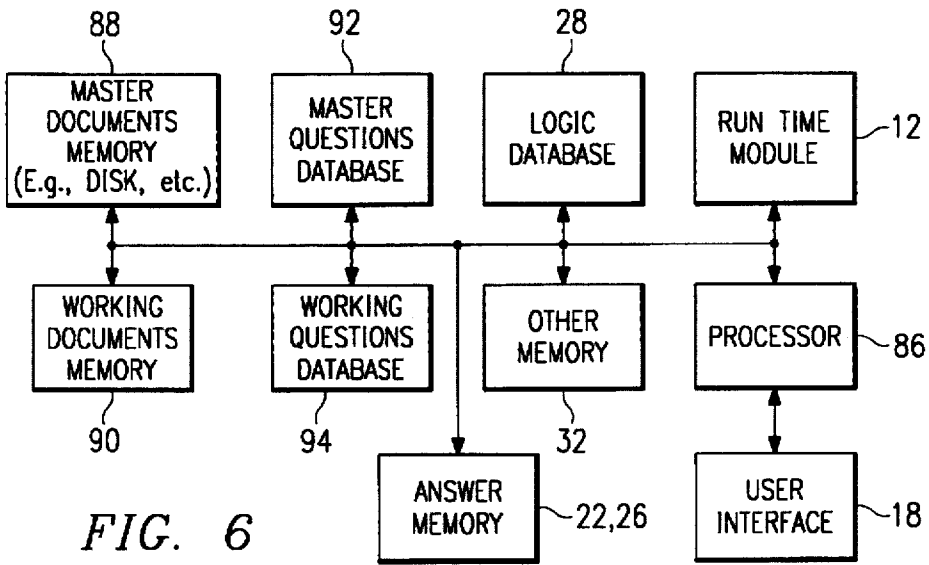 88
92
28
MASTER
DOCUMENTS
MEMORY
(E.g., DISK, etc.)
MASTER
QUESTIONS
DATABASE
LOGIC
DATABASE
RUN TIME
MODULE
12
WORKING
DOCUMENTS
MEMORY
WORKING
QUESTIONS
DATABASE
OTHER
MEMORY
PROCESSOR
86
90
94
32
ANSWER
MEMORY
22,26
USER
INTERFACE
18
FIG. 6